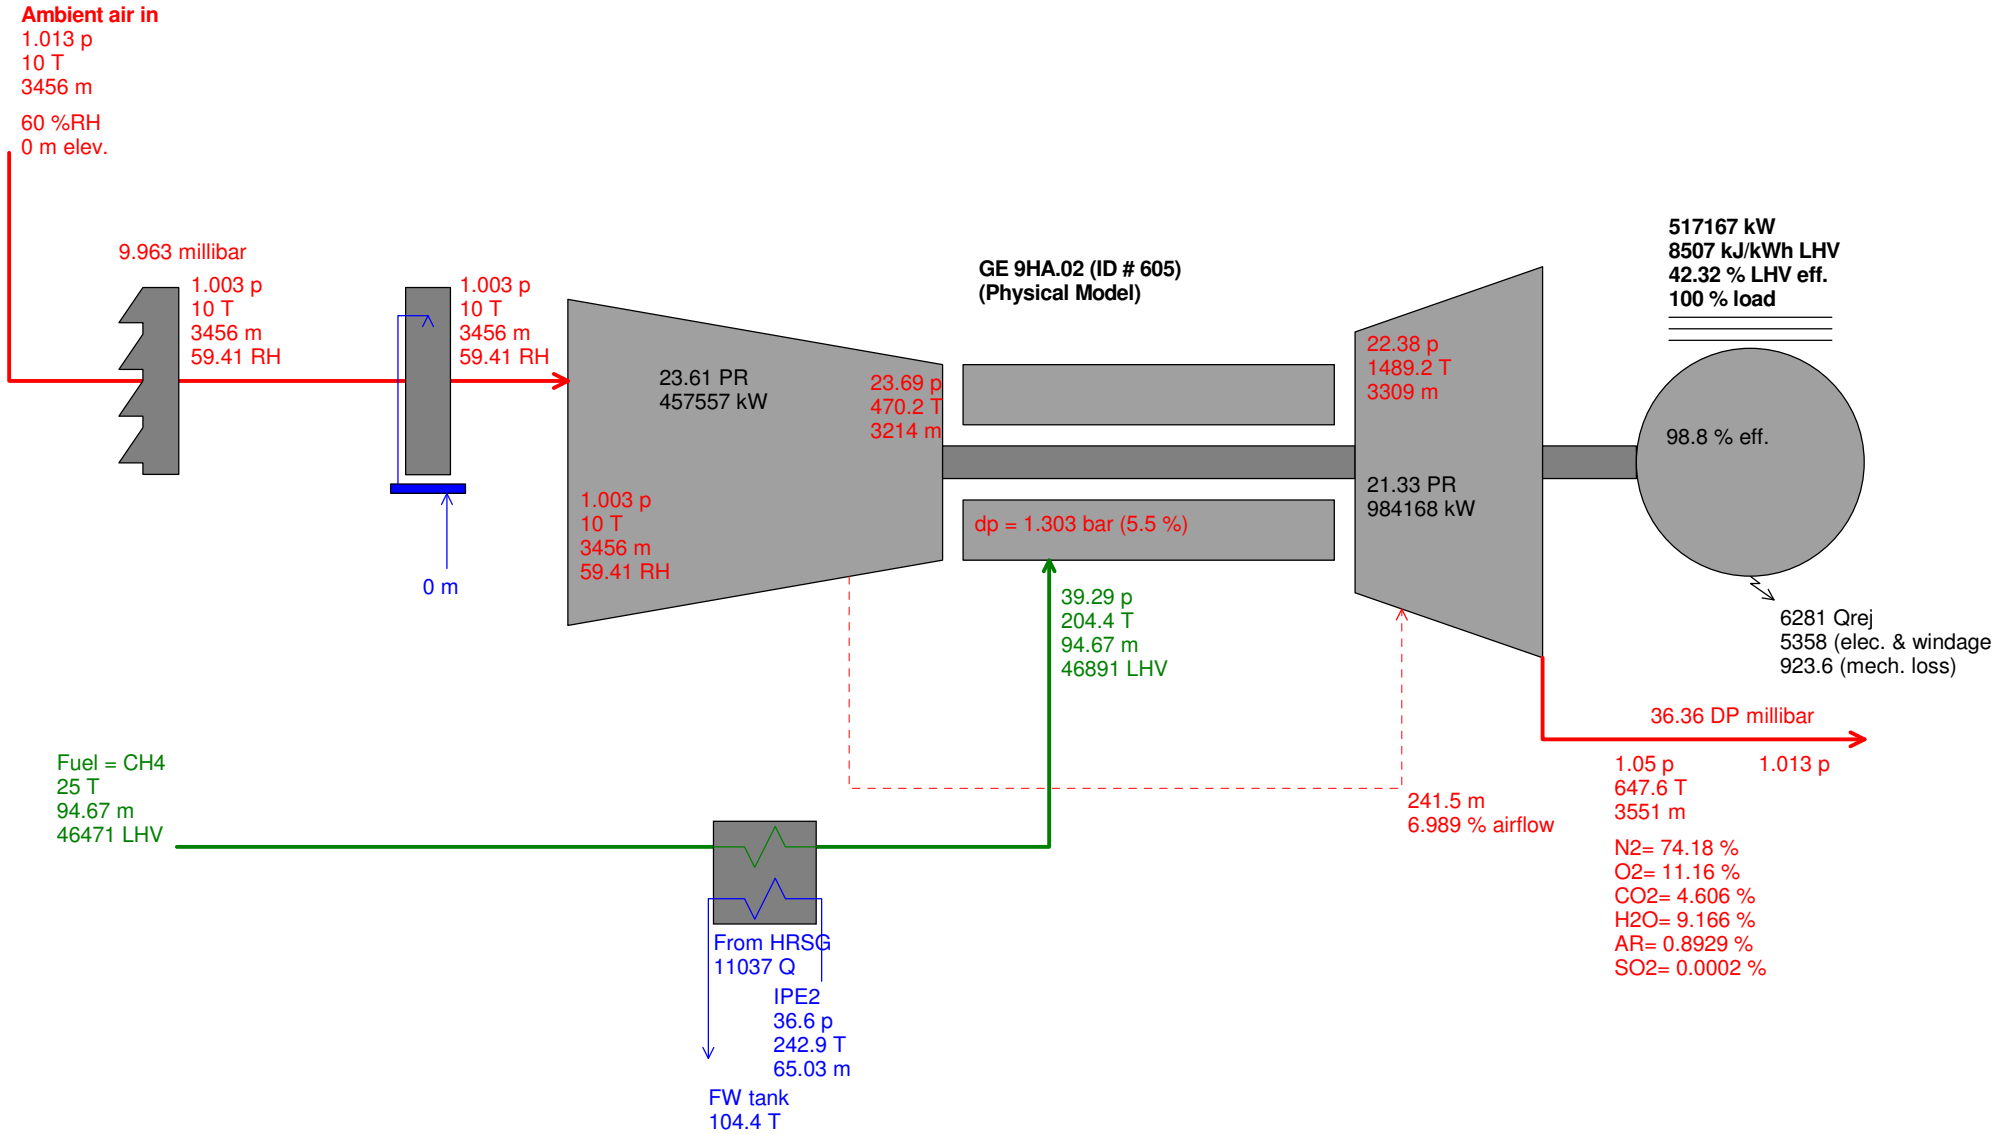 Ambient air in
1.013 p
10 T
3456 m
60 %RH
0 m elev.
9.963 millibar
1.003 p
10 T
3456 m
59.41 RH
1.003 p
10 T
3456 m
59.41 RH
0 m
23.61 PR
457557 kW
23.69 p
470.2 T
3214 m
1.003 p
10 T
3456 m
59.41 RH
GE 9HA.02 (ID # 605)
(Physical Model)
dp = 1.303 bar (5.5 %)
39.29 p
204.4 T
94.67 m
46891 LHV
22.38 p
1489.2 T
3309 m
21.33 PR
984168 kW
517167 kW
8507 kJ/kWh LHV
42.32 % LHV eff.
100 % load
98.8 % eff.
6281 Qrej
5358 (elec. & windage
923.6 (mech. loss)
36.36 DP millibar
1.05 p
1.013 p
647.6 T
3551 m
N2= 74.18 %
O2= 11.16 %
CO2= 4.606 %
H2O= 9.166 %
AR= 0.8929 %
SO2= 0.0002 %
241.5 m
6.989 % airflow
Fuel = CH4
25 T
94.67 m
46471 LHV
From HRSG
11037 Q
IPE2
36.6 p
242.9 T
65.03 m
FW tank
104.4 T